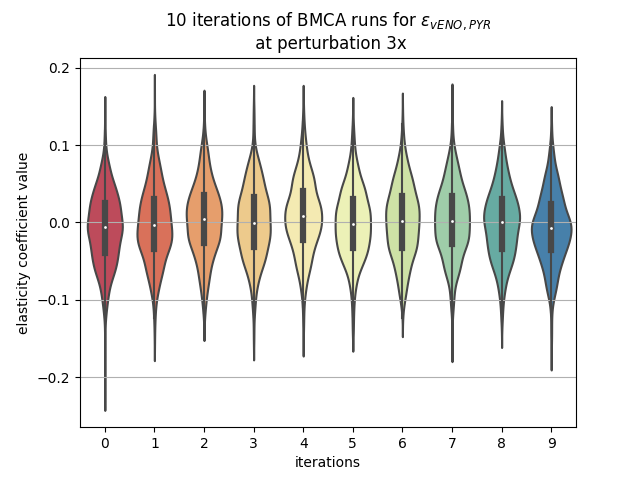 10 iterations of BMCA runs for ε_{vENO, PYR}
at perturbation 3x
0.2
0.1
0.0
−0.1
−0.2
elasticity coefficient value
0 1 2 3 4 5 6 7 8 9
iterations